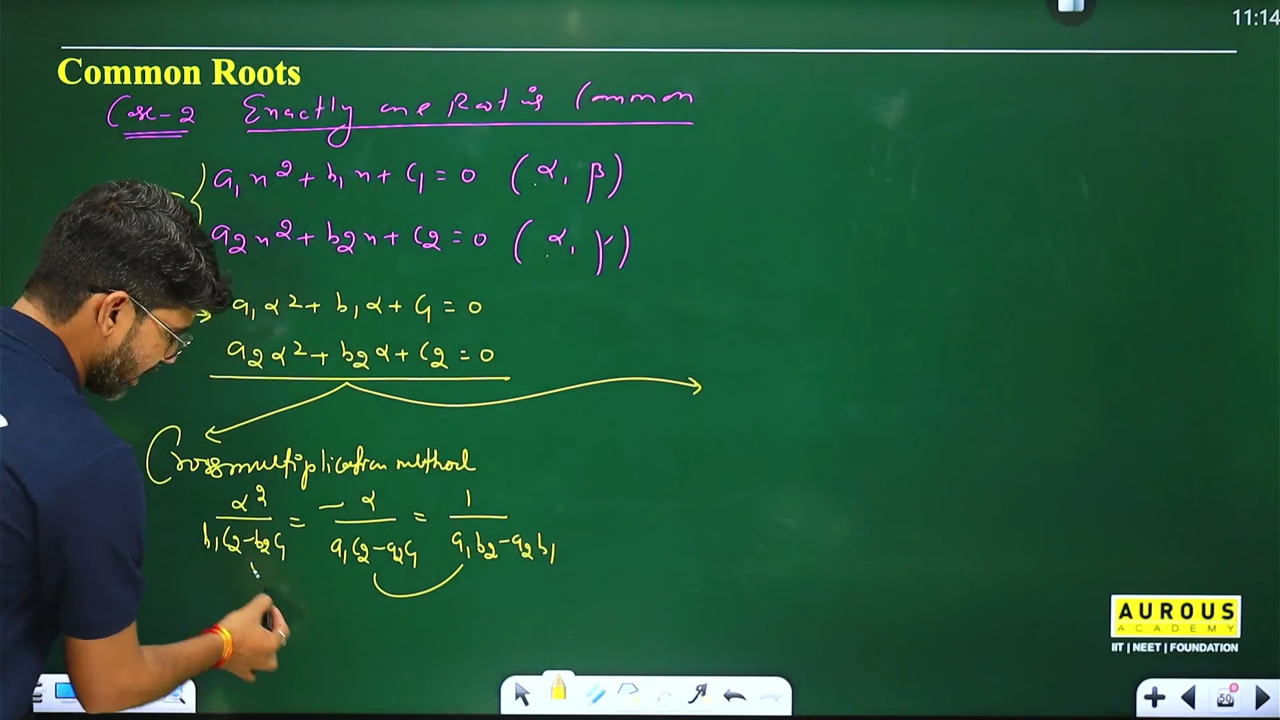 11:14
Common Roots
Case-2 Exactly one Root is Common
a₁x² + b₁x + c₁ = 0 (α, β)
a₂x² + b₂x + c₂ = 0 (α, γ)
a₁α² + b₁α + c₁ = 0
a₂α² + b₂α + c₂ = 0
Crossmultiplication method
α²/(b₁c₂-b₂c₁) = -α/(a₁c₂-a₂c₁) = 1/(a₁b₂-a₂b₁)
AUROUS
ACADEMY
IIT | NEET | FOUNDATION
50